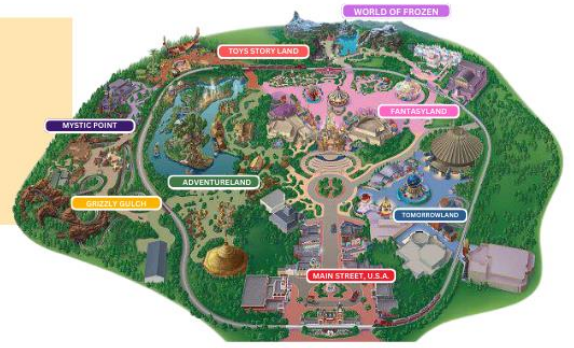 WORLD OF FROZEN
TOYS STORY LAND
FANTASYLAND
MYSTIC POINT
ADVENTURELAND
GRIZZLY GULCH
TOMORROWLAND
MAIN STREET, U.S.A.